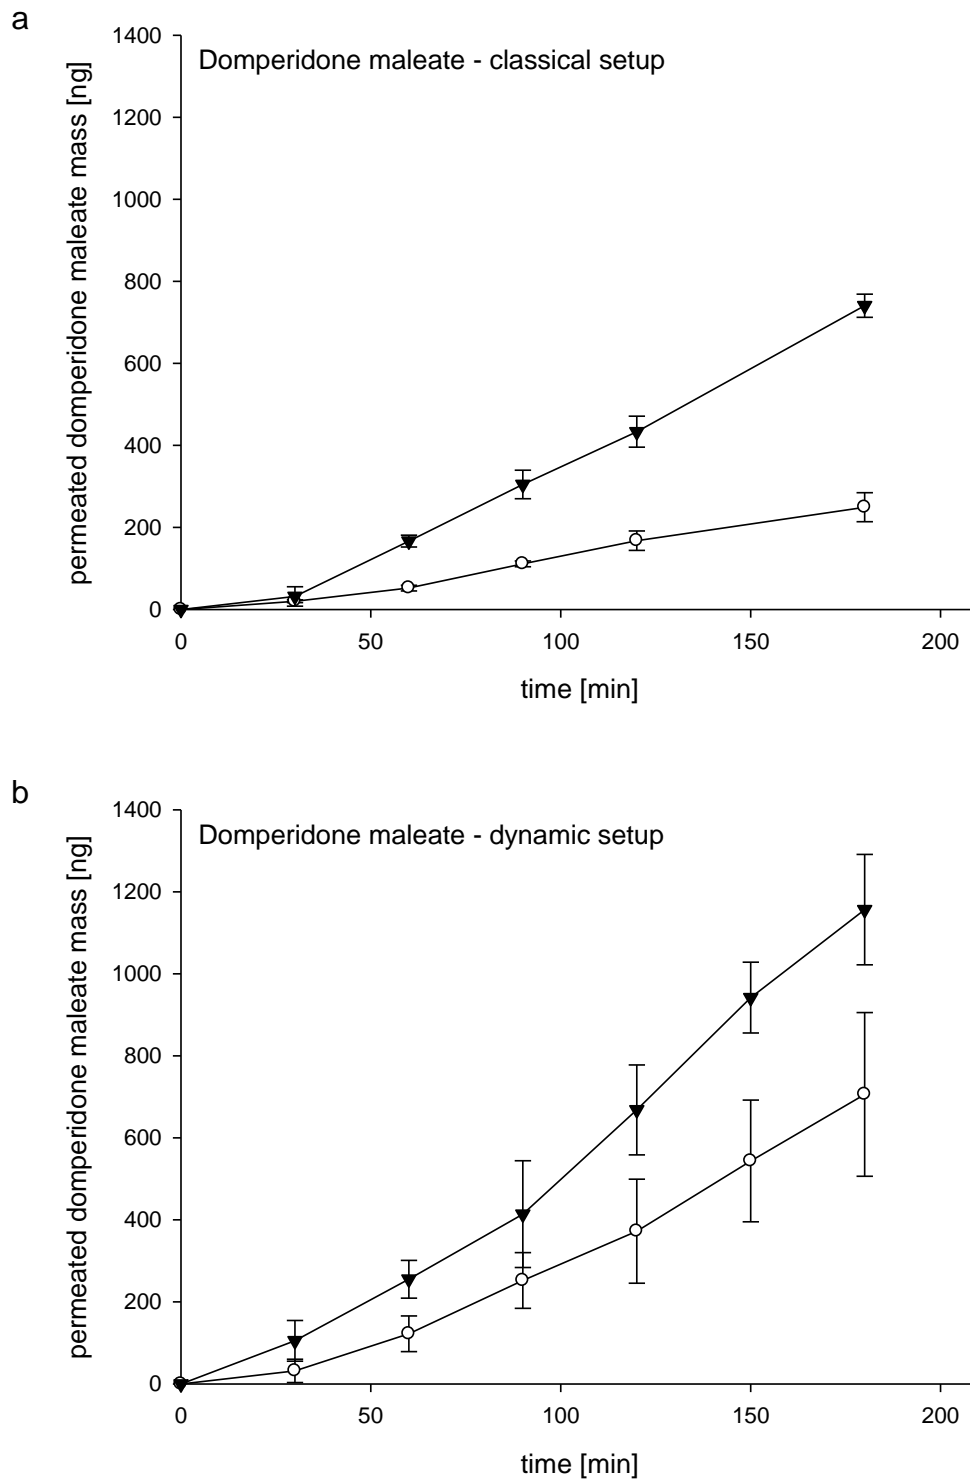 a
1400
Domperidone maleate - classical setup
1200
1000
800
600
400
200
0
permeated domperidone maleate mass [ng]
0 50 100 150 200
time [min]
b
1400
Domperidone maleate - dynamic setup
1200
1000
800
600
400
200
0
permeated domperidone maleate mass [ng]
0 50 100 150 200
time [min]